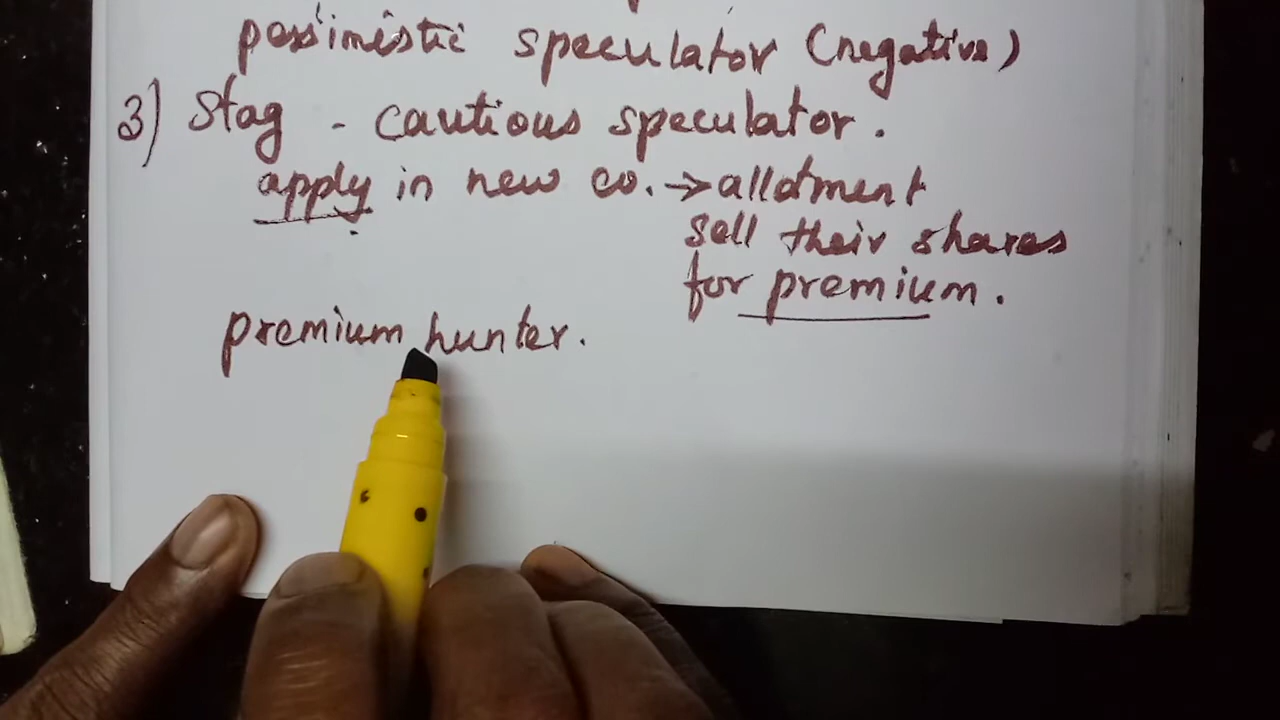 pessimistic speculator (negative)
3) Stag - cautious speculator.
apply in new co. → allotment
sell their shares
for premium.
premium hunter.